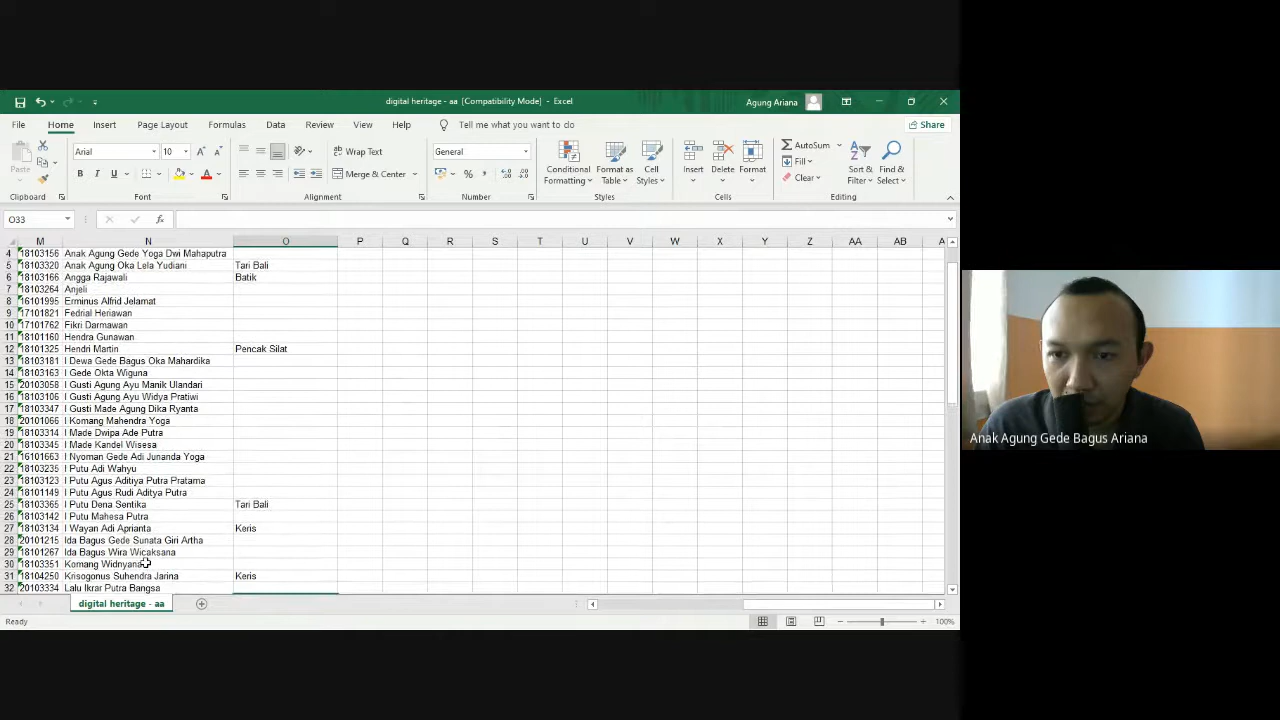 digital heritage - aa [Compatibility Mode] - Excel
Agung Ariana
File Home Insert Page Layout Formulas Data Review View Help Tell me what you want to do Share
Arial 10 Wrap Text General AutoSum
Paste B I U Merge & Center % Conditional Formatting Format as Table Cell Styles Insert Delete Format Fill Clear Sort & Filter Find & Select
Clipboard Font Alignment Number Styles Cells Editing
O33 fx
M N O P Q R S T U V W X Y Z AA AB A
4 18103156 Anak Agung Gede Yoga Dwi Mahaputra
5 18103320 Anak Agung Oka Lela Yudiani Tari Bali
6 18103166 Angga Rajawali Batik
7 18103264 Anjeli
8 16101995 Erminus Alfrid Jelamat
9 17101821 Fedrial Heriawan
10 17101762 Fikri Darmawan
11 18101160 Hendra Gunawan
12 18101325 Hendri Martin Pencak Silat
13 18103181 I Dewa Gede Bagus Oka Mahardika
14 18103163 I Gede Okta Wiguna
15 20103058 I Gusti Agung Ayu Manik Ulandari
16 18103106 I Gusti Agung Ayu Widya Pratiwi
17 18103347 I Gusti Made Agung Dika Ryanta
18 20101066 I Komang Mahendra Yoga
19 18103314 I Made Dwipa Ade Putra
20 18103345 I Made Kandel Wisesa
21 16101663 I Nyoman Gede Adi Junanda Yoga
22 18103235 I Putu Adi Wahyu
23 18103123 I Putu Agus Aditiya Putra Pratama
24 18101149 I Putu Agus Rudi Aditya Putra
25 18103365 I Putu Dena Sentika Tari Bali
26 18103142 I Putu Mahesa Putra
27 18103134 I Wayan Adi Aprianta Keris
28 20101215 Ida Bagus Gede Sunata Giri Artha
29 18101267 Ida Bagus Wira Wicaksana
30 18103351 Komang Widnyana
31 18104250 Krisogonus Suhendra Jarina Keris
32 20103334 Lalu Ikrar Putra Bangsa
digital heritage - aa
Ready 100%
Anak Agung Gede Bagus Ariana